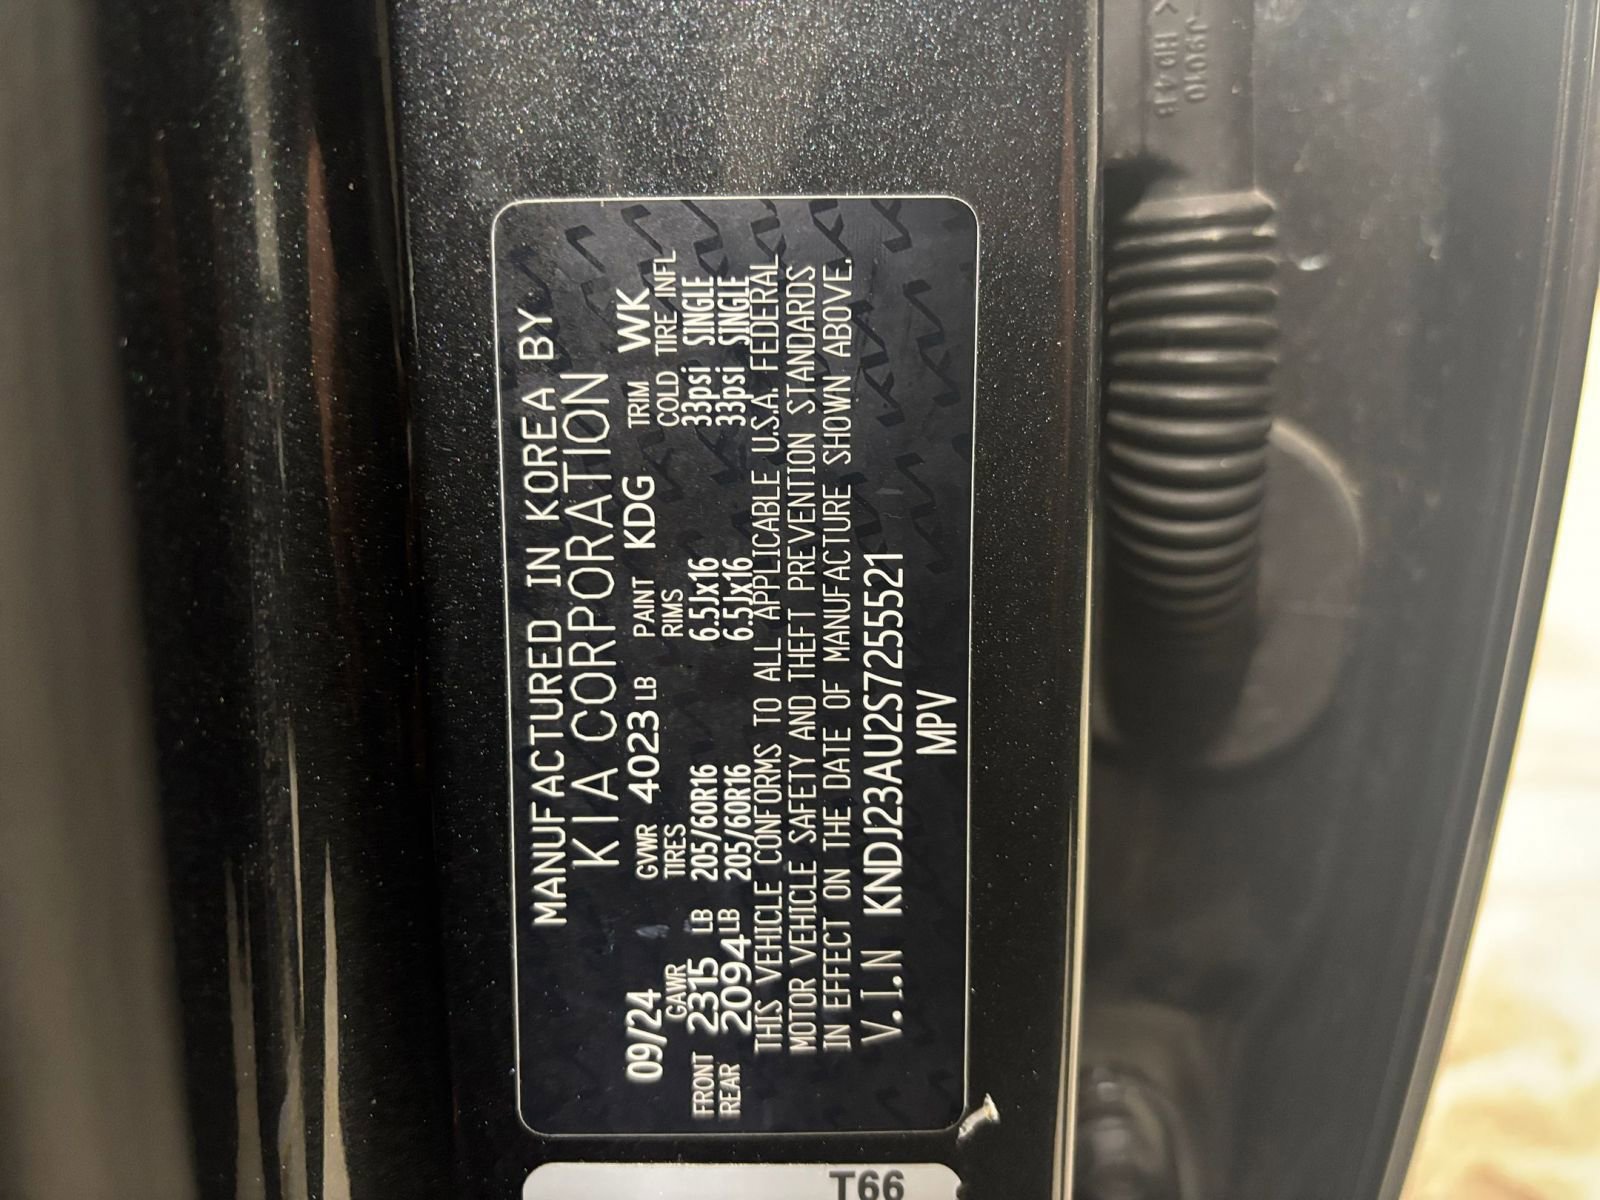 MANUFACTURED IN KOREA BY
KIA CORPORATION
09/24 GVWR 4023 LB PAINT KDG TRIM WK
GAWR TIRES RIMS COLD TIRE INFL
FRONT 2315 LB 205/60R16 6.5Jx16 33psi SINGLE
REAR 2094 LB 205/60R16 6.5Jx16 33psi SINGLE
THIS VEHICLE CONFORMS TO ALL APPLICABLE U.S.A. FEDERAL
MOTOR VEHICLE SAFETY AND THEFT PREVENTION STANDARDS
IN EFFECT ON THE DATE OF MANUFACTURE SHOWN ABOVE.
V.I.N KNDJ23AU2S7255521
MPV
T66